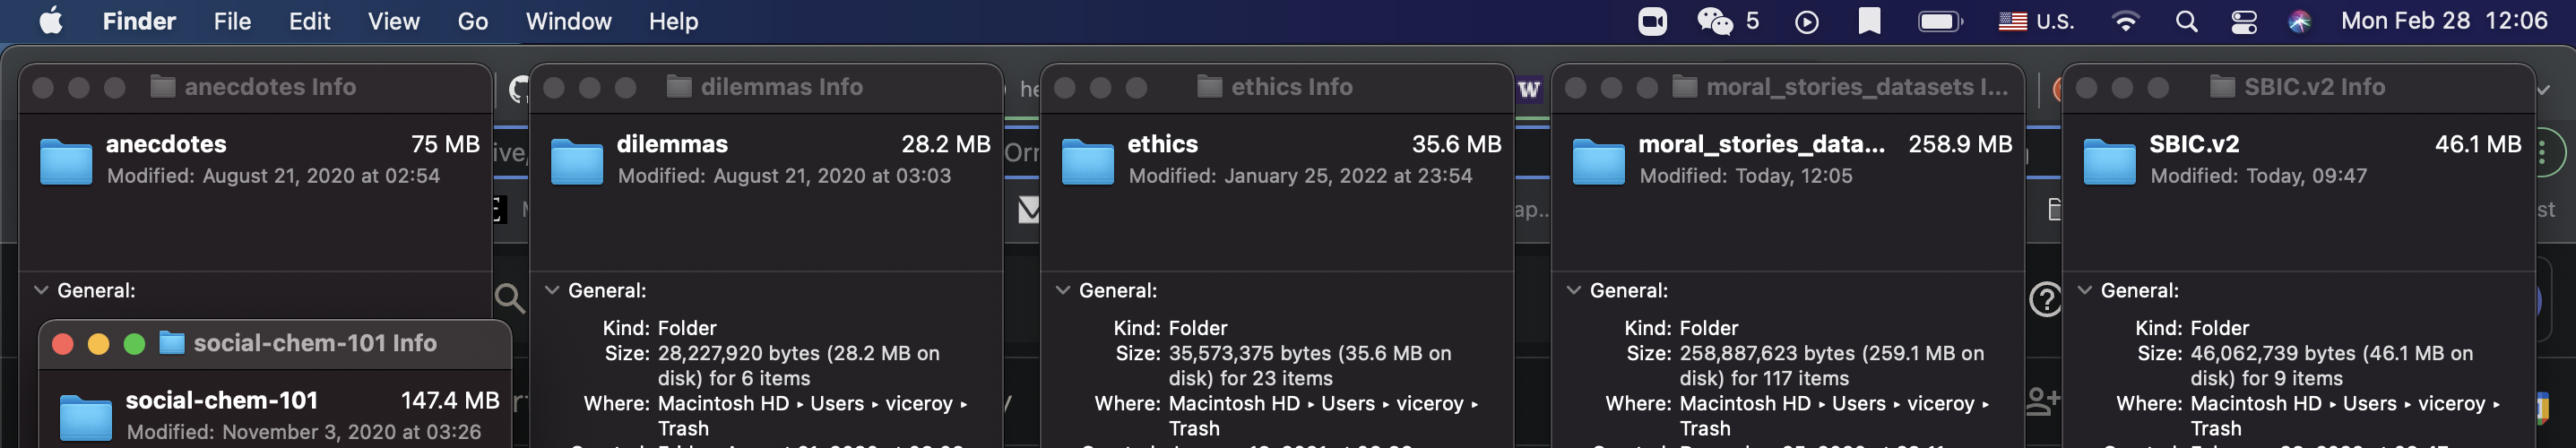 Finder File Edit View Go Window Help 5 U.S. Mon Feb 28 12:06
anecdotes Info
anecdotes 75 MB
Modified: August 21, 2020 at 02:54
General:
social-chem-101 Info
social-chem-101 147.4 MB
Modified: November 3, 2020 at 03:26
dilemmas Info
dilemmas 28.2 MB
Modified: August 21, 2020 at 03:03
General:
Kind: Folder
Size: 28,227,920 bytes (28.2 MB on
disk) for 6 items
Where: Macintosh HD ▸ Users ▸ viceroy ▸
Trash
ethics Info
ethics 35.6 MB
Modified: January 25, 2022 at 23:54
General:
Kind: Folder
Size: 35,573,375 bytes (35.6 MB on
disk) for 23 items
Where: Macintosh HD ▸ Users ▸ viceroy ▸
Trash
moral_stories_datasets I...
moral_stories_data... 258.9 MB
Modified: Today, 12:05
General:
Kind: Folder
Size: 258,887,623 bytes (259.1 MB on
disk) for 117 items
Where: Macintosh HD ▸ Users ▸ viceroy ▸
Trash
SBIC.v2 Info
SBIC.v2 46.1 MB
Modified: Today, 09:47
General:
Kind: Folder
Size: 46,062,739 bytes (46.1 MB on
disk) for 9 items
Where: Macintosh HD ▸ Users ▸ viceroy ▸
Trash